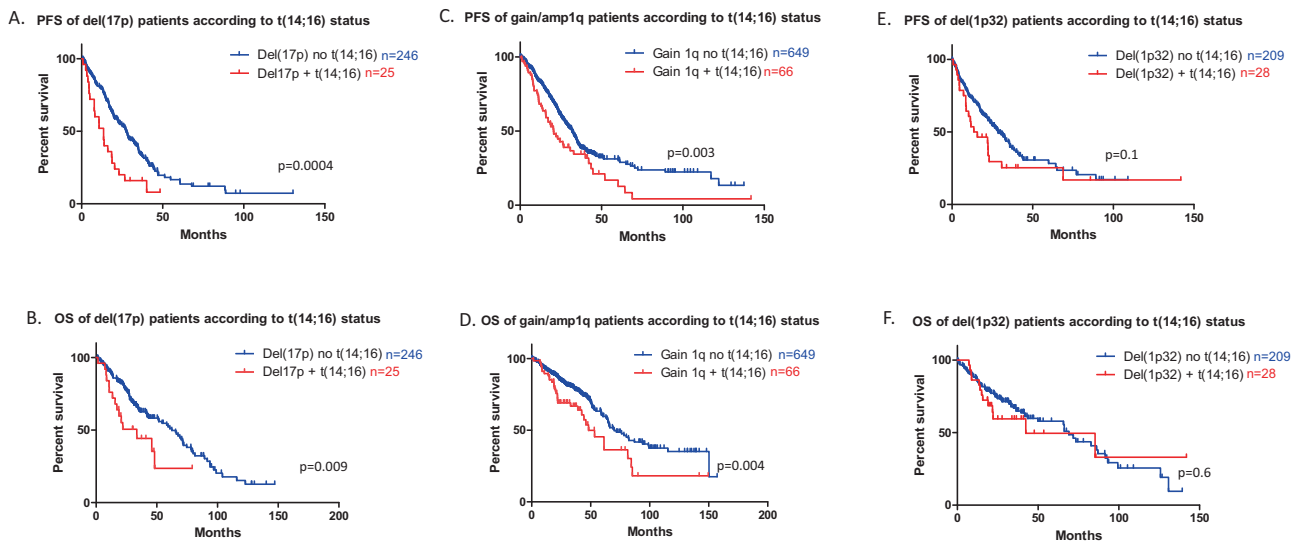 A. PFS of del(17p) patients according to t(14;16) status
Del(17p) no t(14;16) n=246
Del17p + t(14;16) n=25
Percent survival
100
50
0
p=0.0004
0 50 100 150
Months
C. PFS of gain/amp1q patients according to t(14;16) status
Gain 1q no t(14;16) n=649
Gain 1q + t(14;16) n=66
Percent survival
100
50
0
p=0.003
0 50 100 150
Months
E. PFS of del(1p32) patients according to t(14;16) status
Del(1p32) no t(14;16) n=209
Del(1p32) + t(14;16) n=28
Percent survival
100
50
0
p=0.1
0 50 100 150
Months
B. OS of del(17p) patients according to t(14;16) status
Del(17p) no t(14;16) n=246
Del17p + t(14;16) n=25
Percent survival
100
50
0
p=0.009
0 50 100 150 200
Months
D. OS of gain/amp1q patients according to t(14;16) status
Gain 1q no t(14;16) n=649
Gain 1q + t(14;16) n=66
Percent survival
100
50
0
p=0.004
0 50 100 150 200
Months
F. OS of del(1p32) patients according to t(14;16) status
Del(1p32) no t(14;16) n=209
Del(1p32) + t(14;16) n=28
Percent survival
100
50
0
p=0.6
0 50 100 150
Months